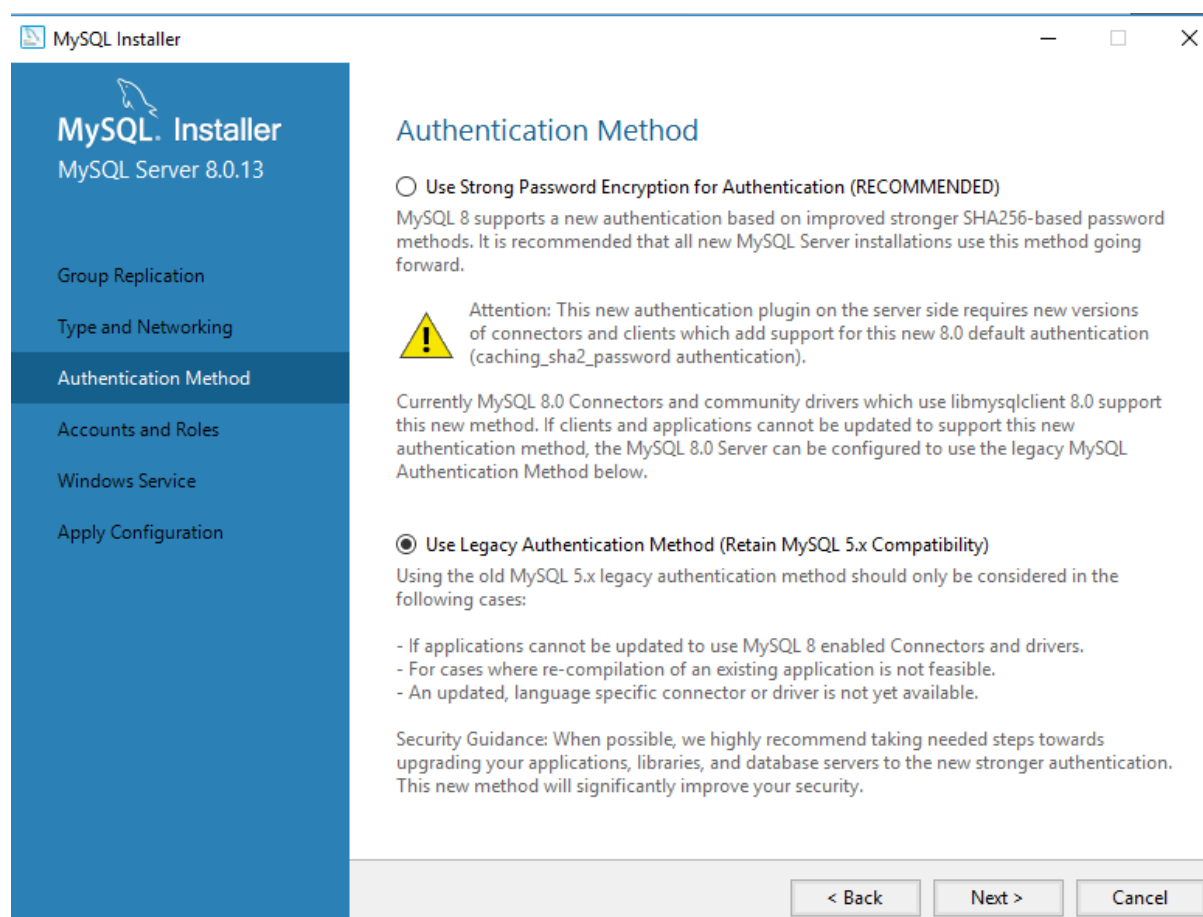 MySQL Installer
MySQL. Installer
MySQL Server 8.0.13
Group Replication
Type and Networking
Authentication Method
Accounts and Roles
Windows Service
Apply Configuration
Authentication Method
Use Strong Password Encryption for Authentication (RECOMMENDED)
MySQL 8 supports a new authentication based on improved stronger SHA256-based password
methods. It is recommended that all new MySQL Server installations use this method going
forward.
Attention: This new authentication plugin on the server side requires new versions
of connectors and clients which add support for this new 8.0 default authentication
(caching_sha2_password authentication).
Currently MySQL 8.0 Connectors and community drivers which use libmysqlclient 8.0 support
this new method. If clients and applications cannot be updated to support this new
authentication method, the MySQL 8.0 Server can be configured to use the legacy MySQL
Authentication Method below.
Use Legacy Authentication Method (Retain MySQL 5.x Compatibility)
Using the old MySQL 5.x legacy authentication method should only be considered in the
following cases:
- If applications cannot be updated to use MySQL 8 enabled Connectors and drivers.
- For cases where re-compilation of an existing application is not feasible.
- An updated, language specific connector or driver is not yet available.
Security Guidance: When possible, we highly recommend taking needed steps towards
upgrading your applications, libraries, and database servers to the new stronger authentication.
This new method will significantly improve your security.
< Back
Next >
Cancel